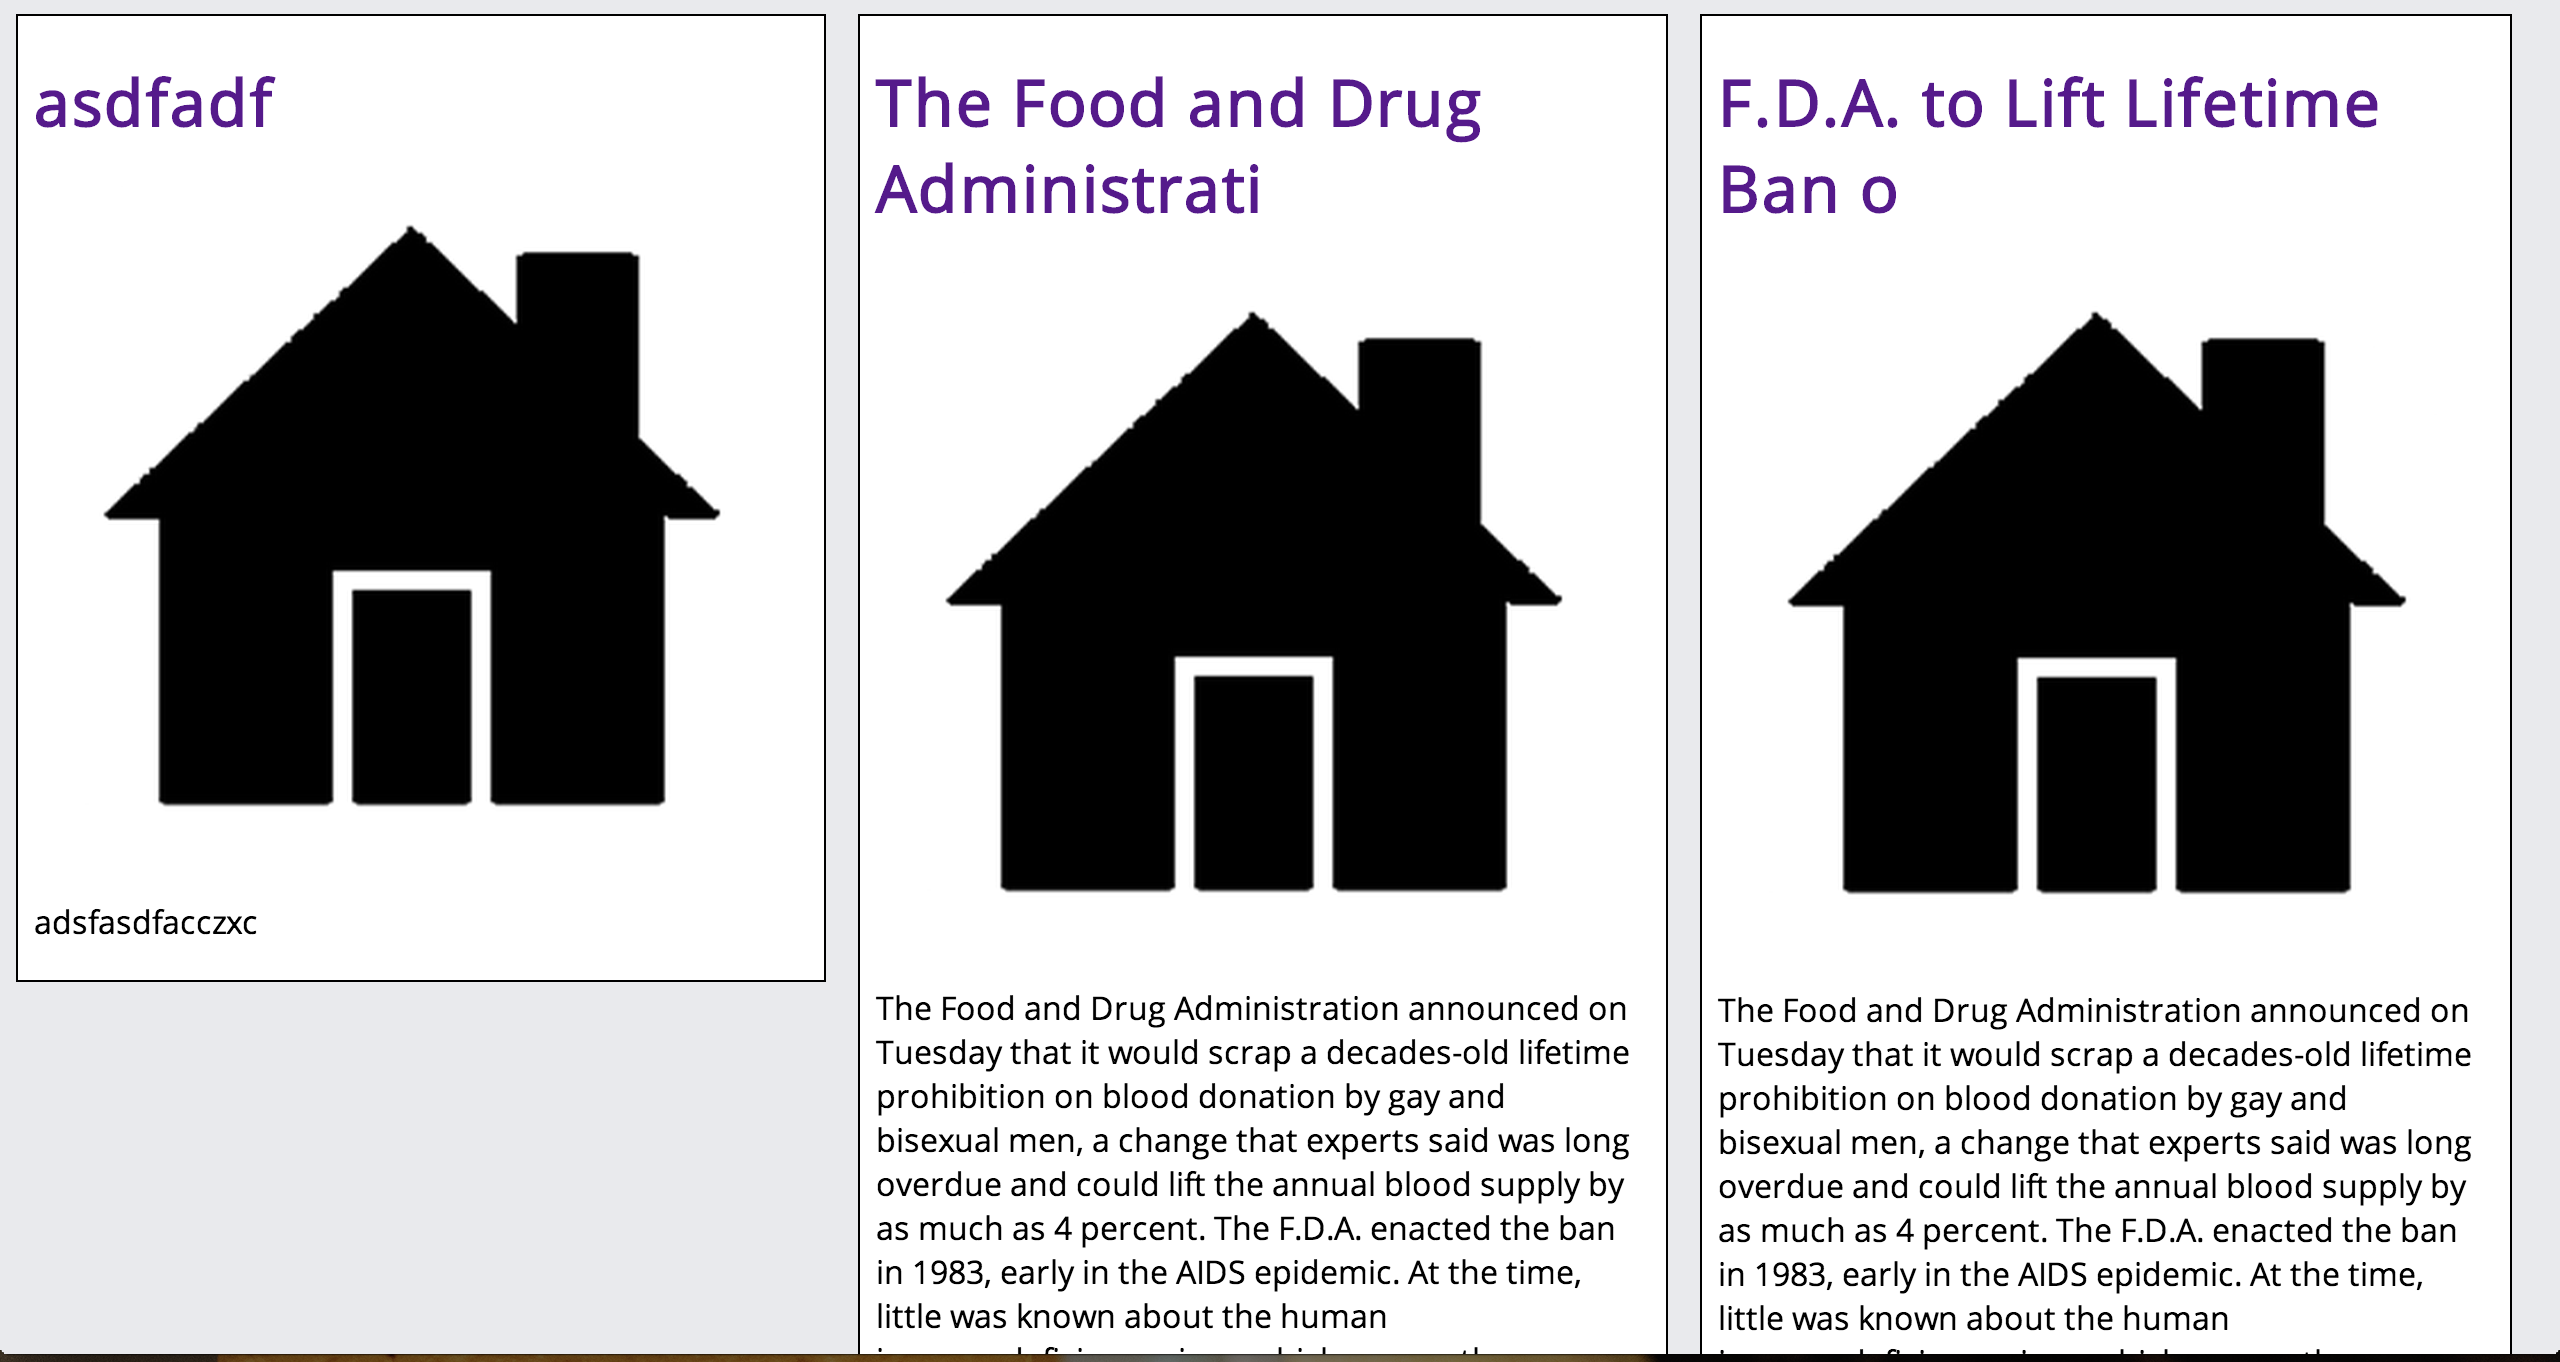 asdfadf
adsfasdfacczxc
The Food and Drug
Administrati
The Food and Drug Administration announced on
Tuesday that it would scrap a decades-old lifetime
prohibition on blood donation by gay and
bisexual men, a change that experts said was long
overdue and could lift the annual blood supply by
as much as 4 percent. The F.D.A. enacted the ban
in 1983, early in the AIDS epidemic. At the time,
little was known about the human
F.D.A. to Lift Lifetime
Ban o
The Food and Drug Administration announced on
Tuesday that it would scrap a decades-old lifetime
prohibition on blood donation by gay and
bisexual men, a change that experts said was long
overdue and could lift the annual blood supply by
as much as 4 percent. The F.D.A. enacted the ban
in 1983, early in the AIDS epidemic. At the time,
little was known about the human